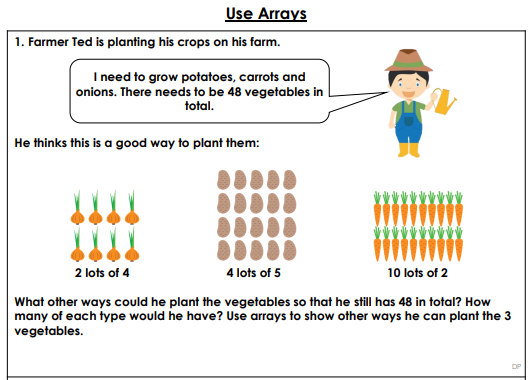 Use Arrays
1. Farmer Ted is planting his crops on his farm.
I need to grow potatoes, carrots and
onions. There needs to be 48 vegetables in
total.
He thinks this is a good way to plant them:
2 lots of 4
4 lots of 5
10 lots of 2
What other ways could he plant the vegetables so that he still has 48 in total? How
many of each type would he have? Use arrays to show other ways he can plant the 3
vegetables.
DP